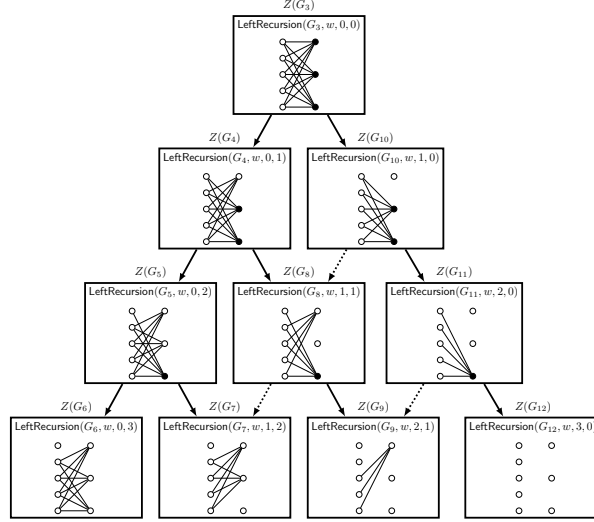 Z(G₃)
LeftRecursion(G₃, w, 0, 0)
Z(G₄)
Z(G₁₀)
LeftRecursion(G₄, w, 0, 1)
LeftRecursion(G₁₀, w, 1, 0)
Z(G₅)
Z(G₈)
Z(G₁₁)
LeftRecursion(G₅, w, 0, 2)
LeftRecursion(G₈, w, 1, 1)
LeftRecursion(G₁₁, w, 2, 0)
Z(G₆)
Z(G₇)
Z(G₉)
Z(G₁₂)
LeftRecursion(G₆, w, 0, 3)
LeftRecursion(G₇, w, 1, 2)
LeftRecursion(G₉, w, 2, 1)
LeftRecursion(G₁₂, w, 3, 0)